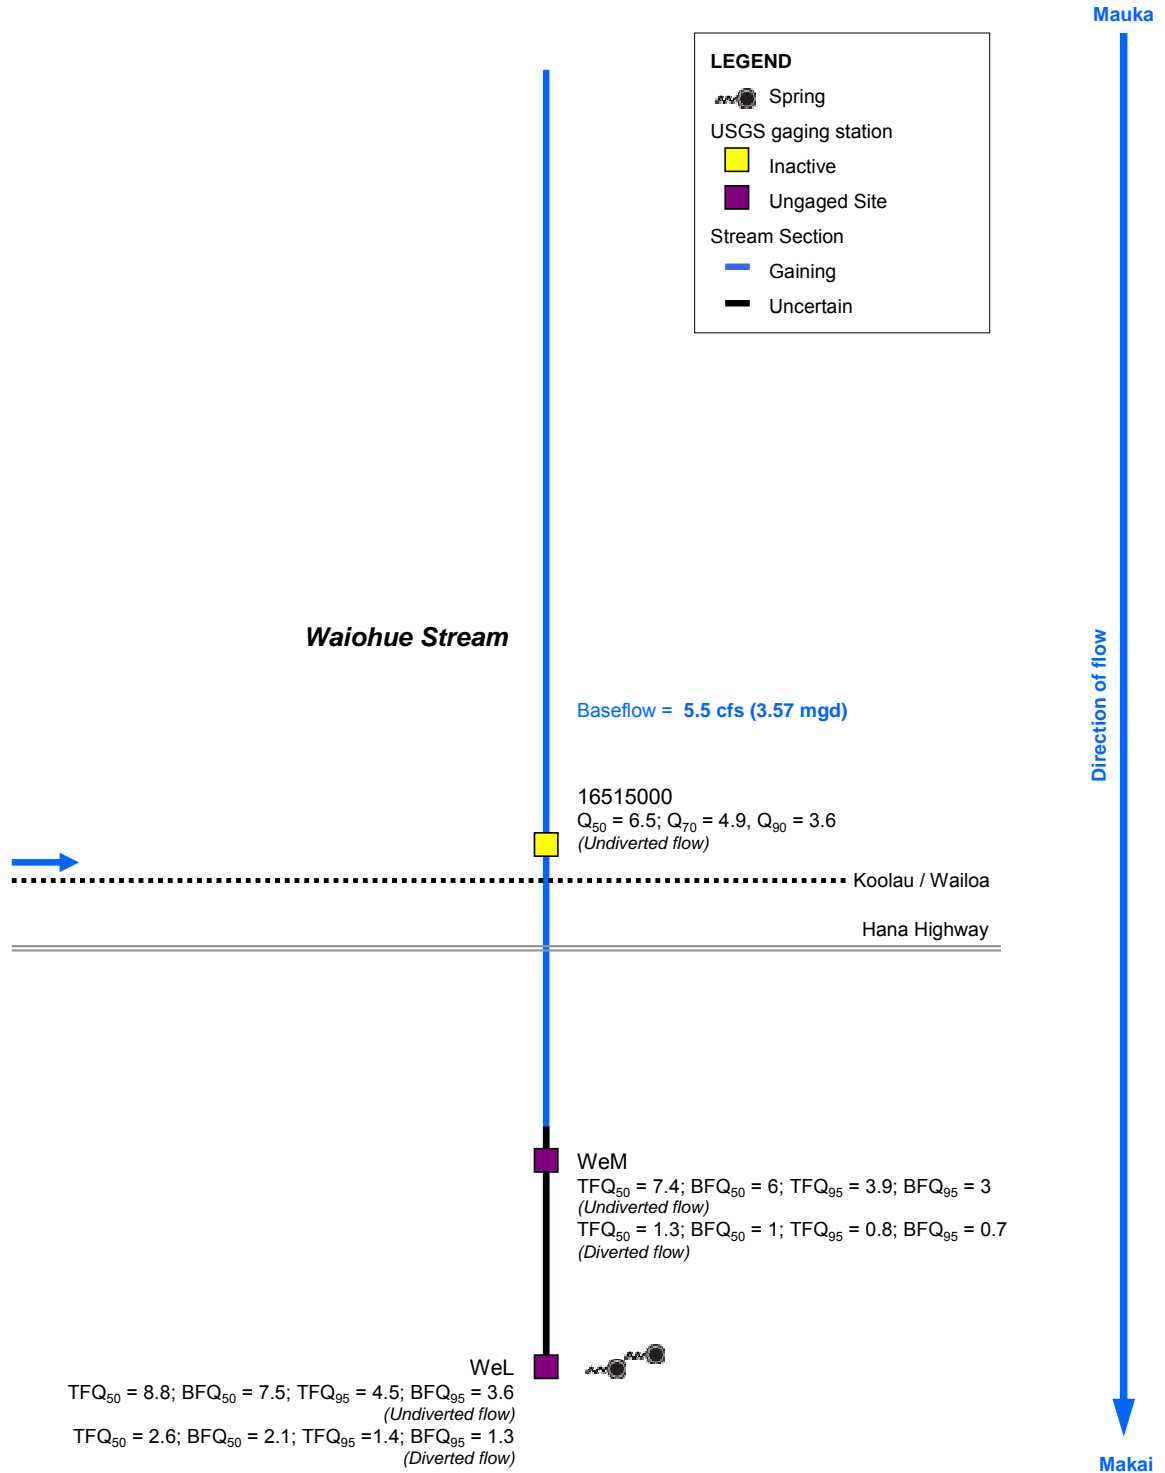 Mauka
LEGEND
Spring
USGS gaging station
Inactive
Ungaged Site
Stream Section
Gaining
Uncertain
Direction of flow
Waiohue Stream
Baseflow = 5.5 cfs (3.57 mgd)
16515000
Q50 = 6.5; Q70 = 4.9, Q90 = 3.6
(Undiverted flow)
Koolau / Wailoa
Hana Highway
WeM
TFQ50 = 7.4; BFQ50 = 6; TFQ95 = 3.9; BFQ95 = 3
(Undiverted flow)
TFQ50 = 1.3; BFQ50 = 1; TFQ95 = 0.8; BFQ95 = 0.7
(Diverted flow)
WeL
TFQ50 = 8.8; BFQ50 = 7.5; TFQ95 = 4.5; BFQ95 = 3.6
(Undiverted flow)
TFQ50 = 2.6; BFQ50 = 2.1; TFQ95 =1.4; BFQ95 = 1.3
(Diverted flow)
Makai